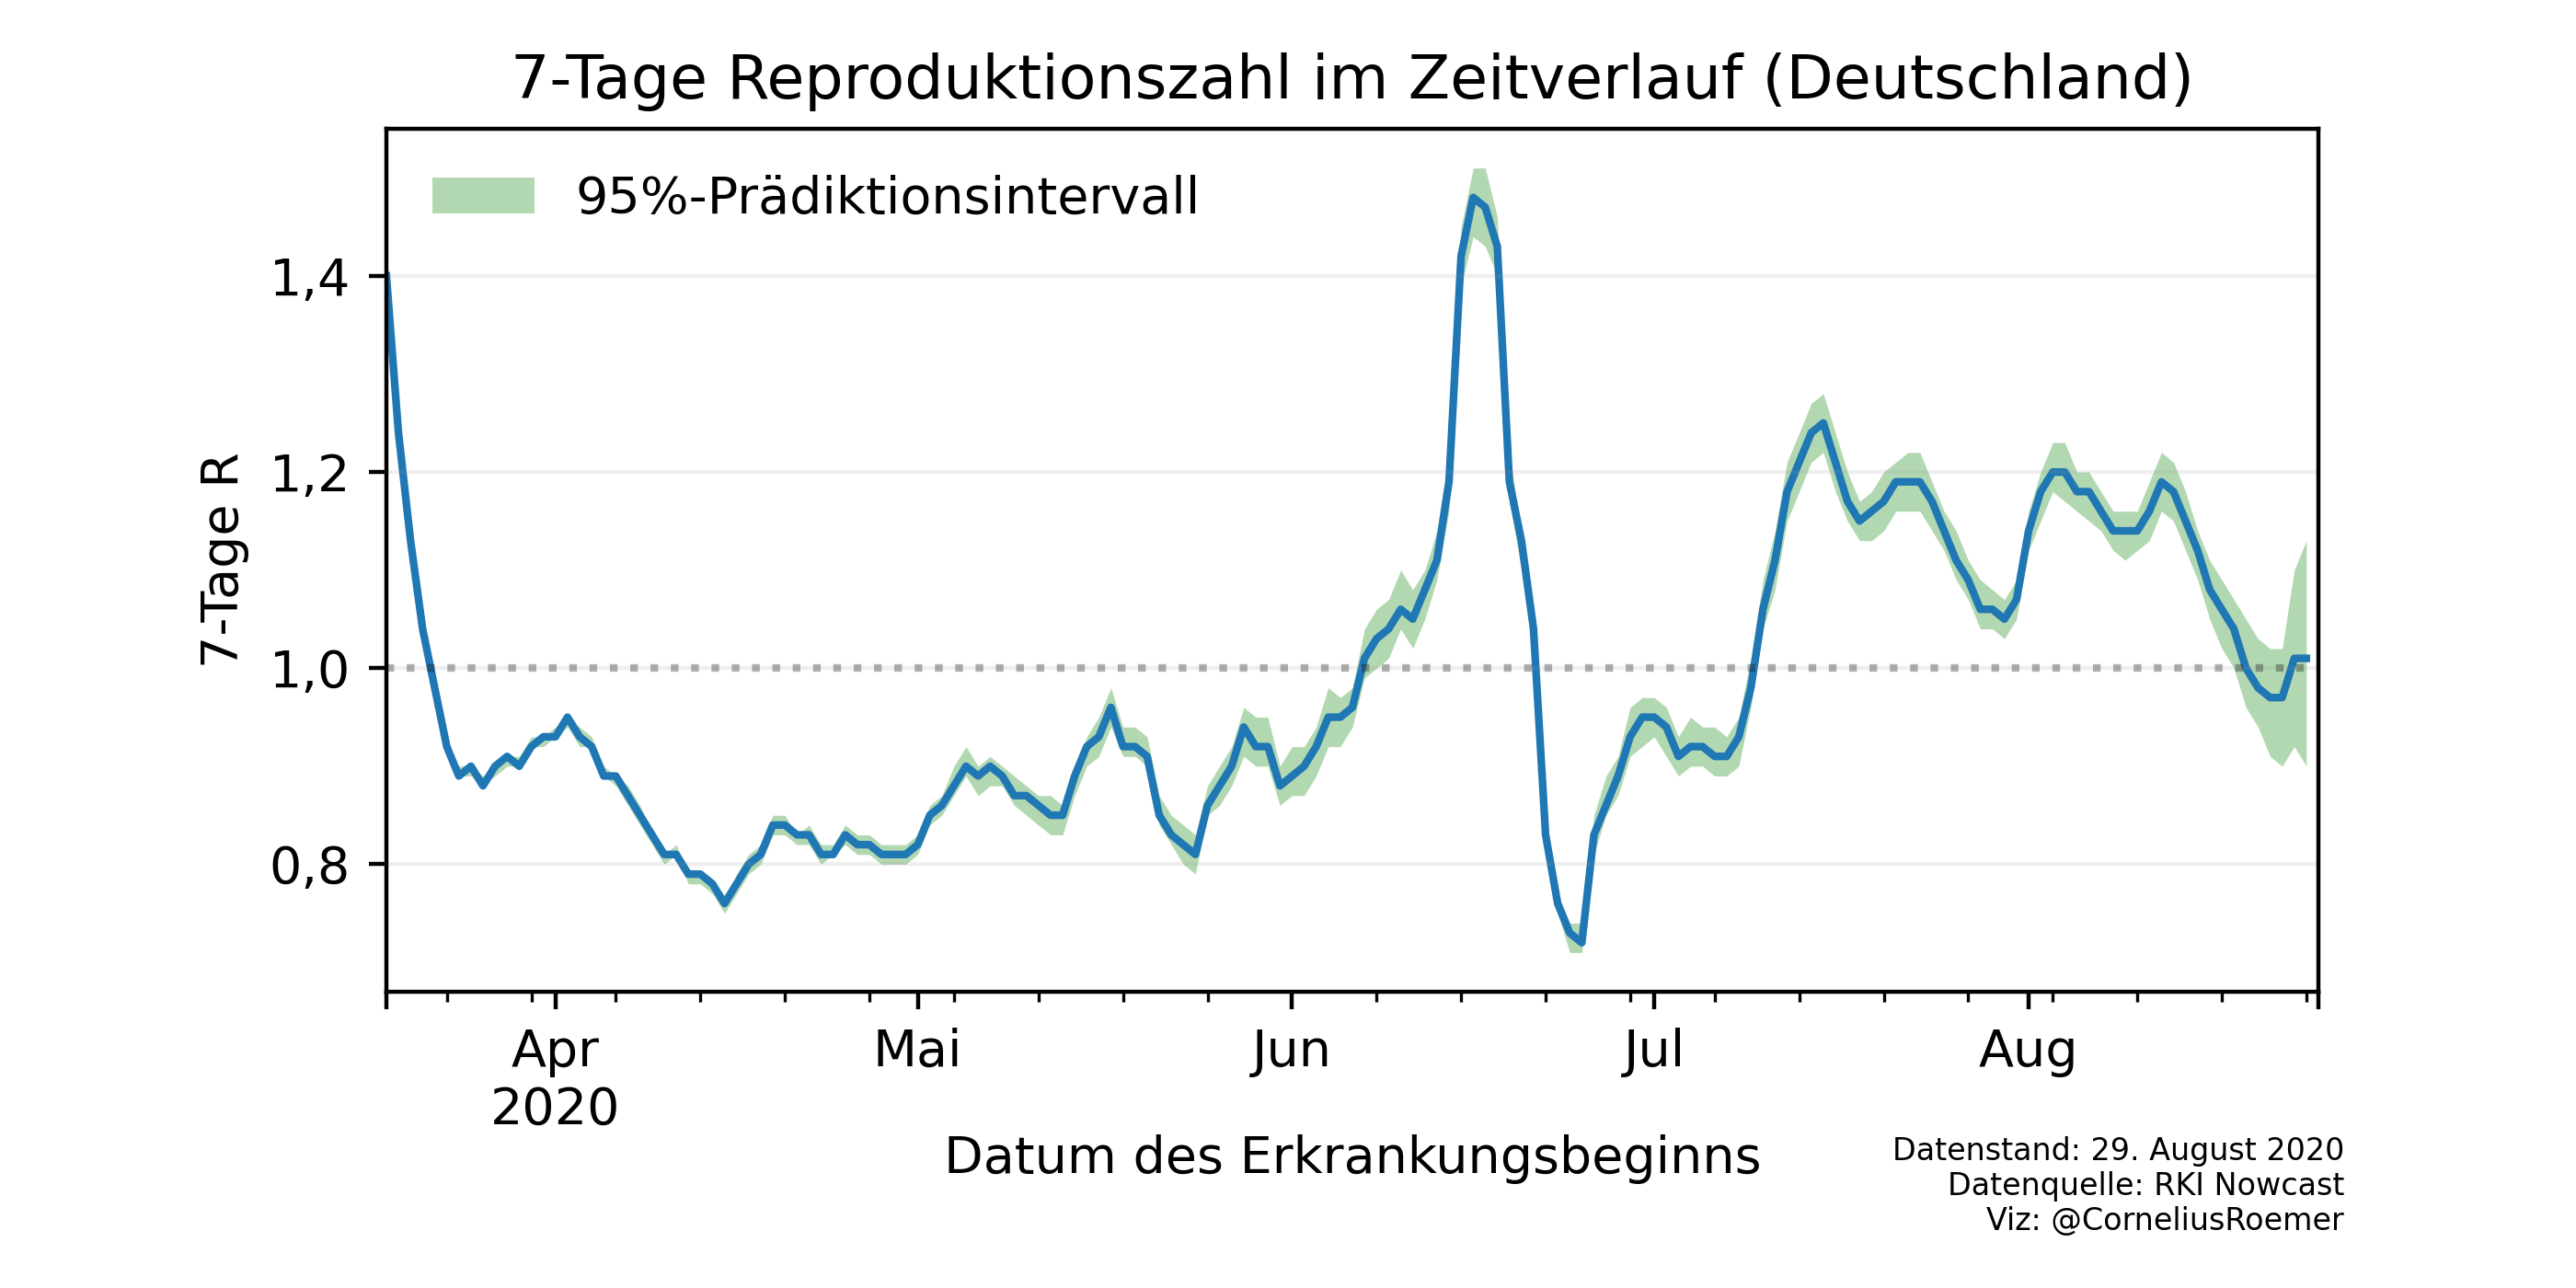 7-Tage Reproduktionszahl im Zeitverlauf (Deutschland)
95%-Prädiktionsintervall
1,4
1,2
1,0
0,8
7-Tage R
Apr
2020
Mai
Jun
Jul
Aug
Datum des Erkrankungsbeginns
Datenstand: 29. August 2020
Datenquelle: RKI Nowcast
Viz: @CorneliusRoemer